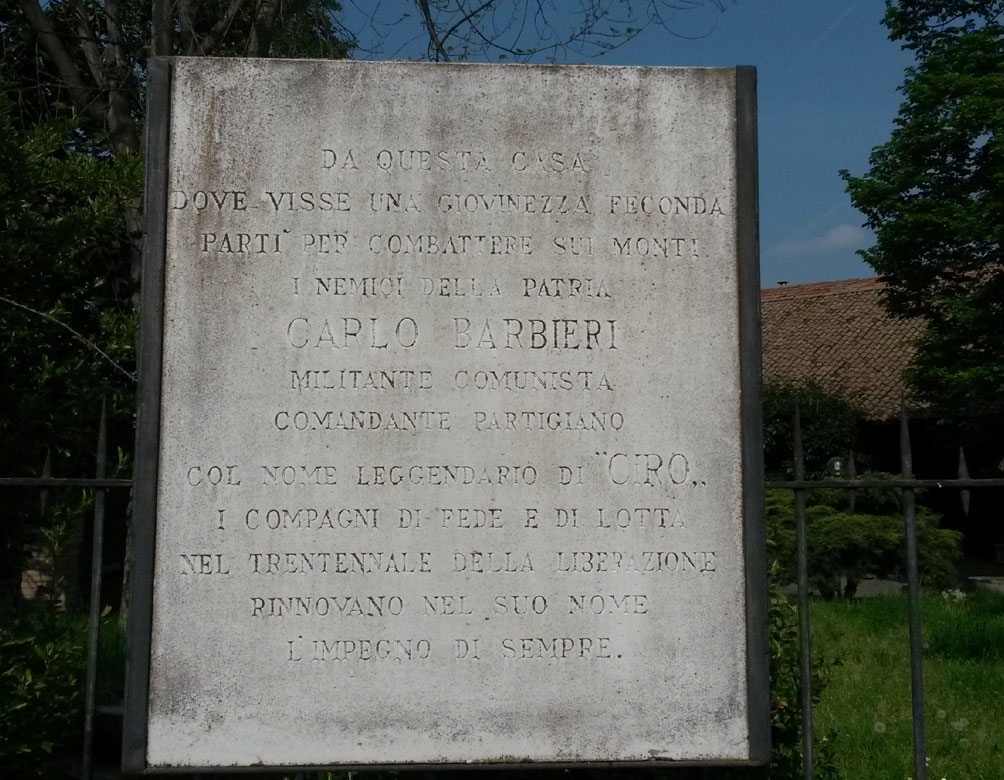 DA QUESTA CASA
DOVE VISSE UNA GIOVINEZZA FECONDA
PARTI' PER COMBATTERE SUI MONTI
I NEMICI DELLA PATRIA
CARLO BARBIERI
MILITANTE COMUNISTA
COMANDANTE PARTIGIANO
COL NOME LEGGENDARIO DI "CIRO„
I COMPAGNI DI FEDE E DI LOTTA
NEL TRENTENNALE DELLA LIBERAZIONE
RINNOVANO NEL SUO NOME
L'IMPEGNO DI SEMPRE.